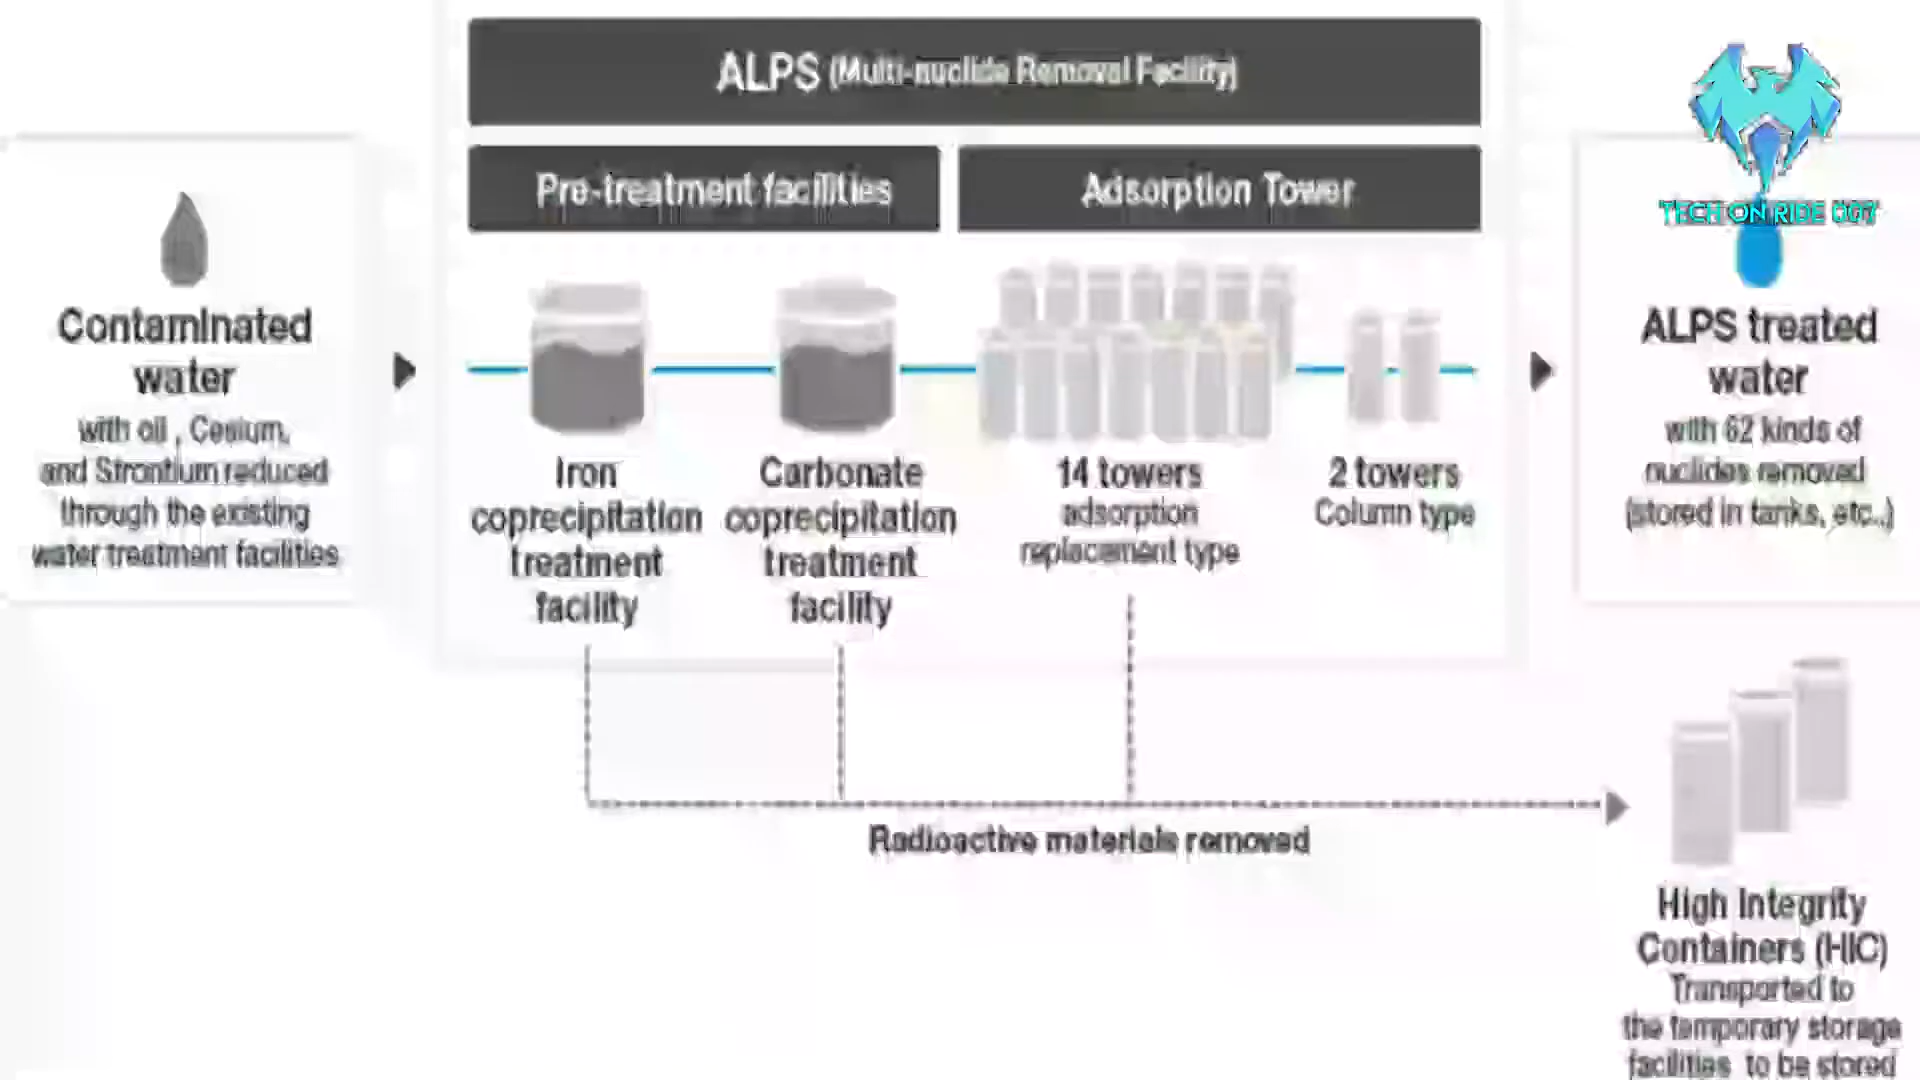 ALPS (Multi-nuclide Removal Facility)
Pre-treatment facilities
Adsorption Tower
TECH ON RIDE 007
Contaminated
water
with oil , Cesium,
and Strontium reduced
through the existing
water treatment facilities
Iron
coprecipitation
treatment
facility
Carbonate
coprecipitation
treatment
facility
14 towers
adsorption
replacement type
2 towers
Column type
ALPS treated
water
with 62 kinds of
nuclides removed
(stored in tanks, etc.,)
Radioactive materials removed
High Integrity
Containers (HIC)
Transported to
the temporary storage
facilities to be stored